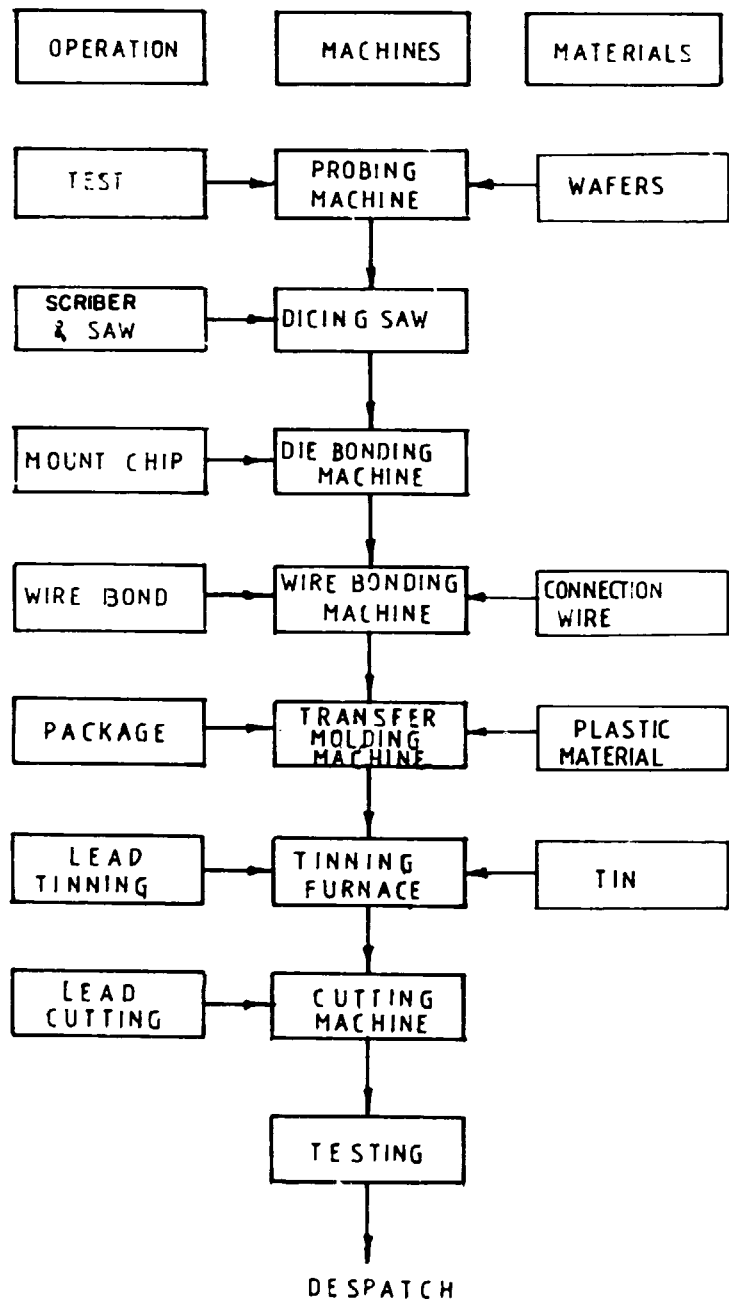 OPERATION
MACHINES
MATERIALS
TEST
PROBING
MACHINE
WAFERS
SCRIBER
& SAW
DICING SAW
MOUNT CHIP
DIE BONDING
MACHINE
WIRE BOND
WIRE BONDING
MACHINE
CONNECTION
WIRE
PACKAGE
TRANSFER
MOLDING
MACHINE
PLASTIC
MATERIAL
LEAD
TINNING
TINNING
FURNACE
TIN
LEAD
CUTTING
CUTTING
MACHINE
TESTING
DESPATCH